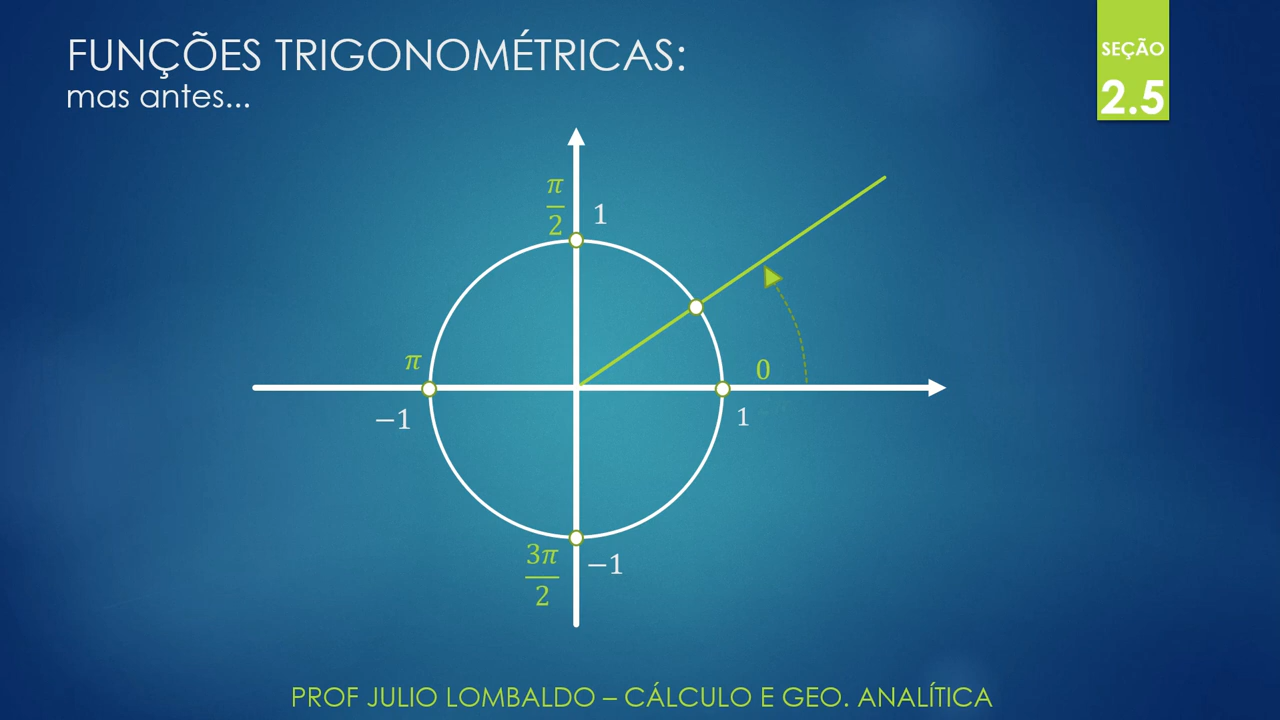 FUNÇÕES TRIGONOMÉTRICAS:
mas antes...
SEÇÃO
2.5
π/2
1
π
0
−1
1
3π/2
−1
PROF JULIO LOMBALDO – CÁLCULO E GEO. ANALÍTICA